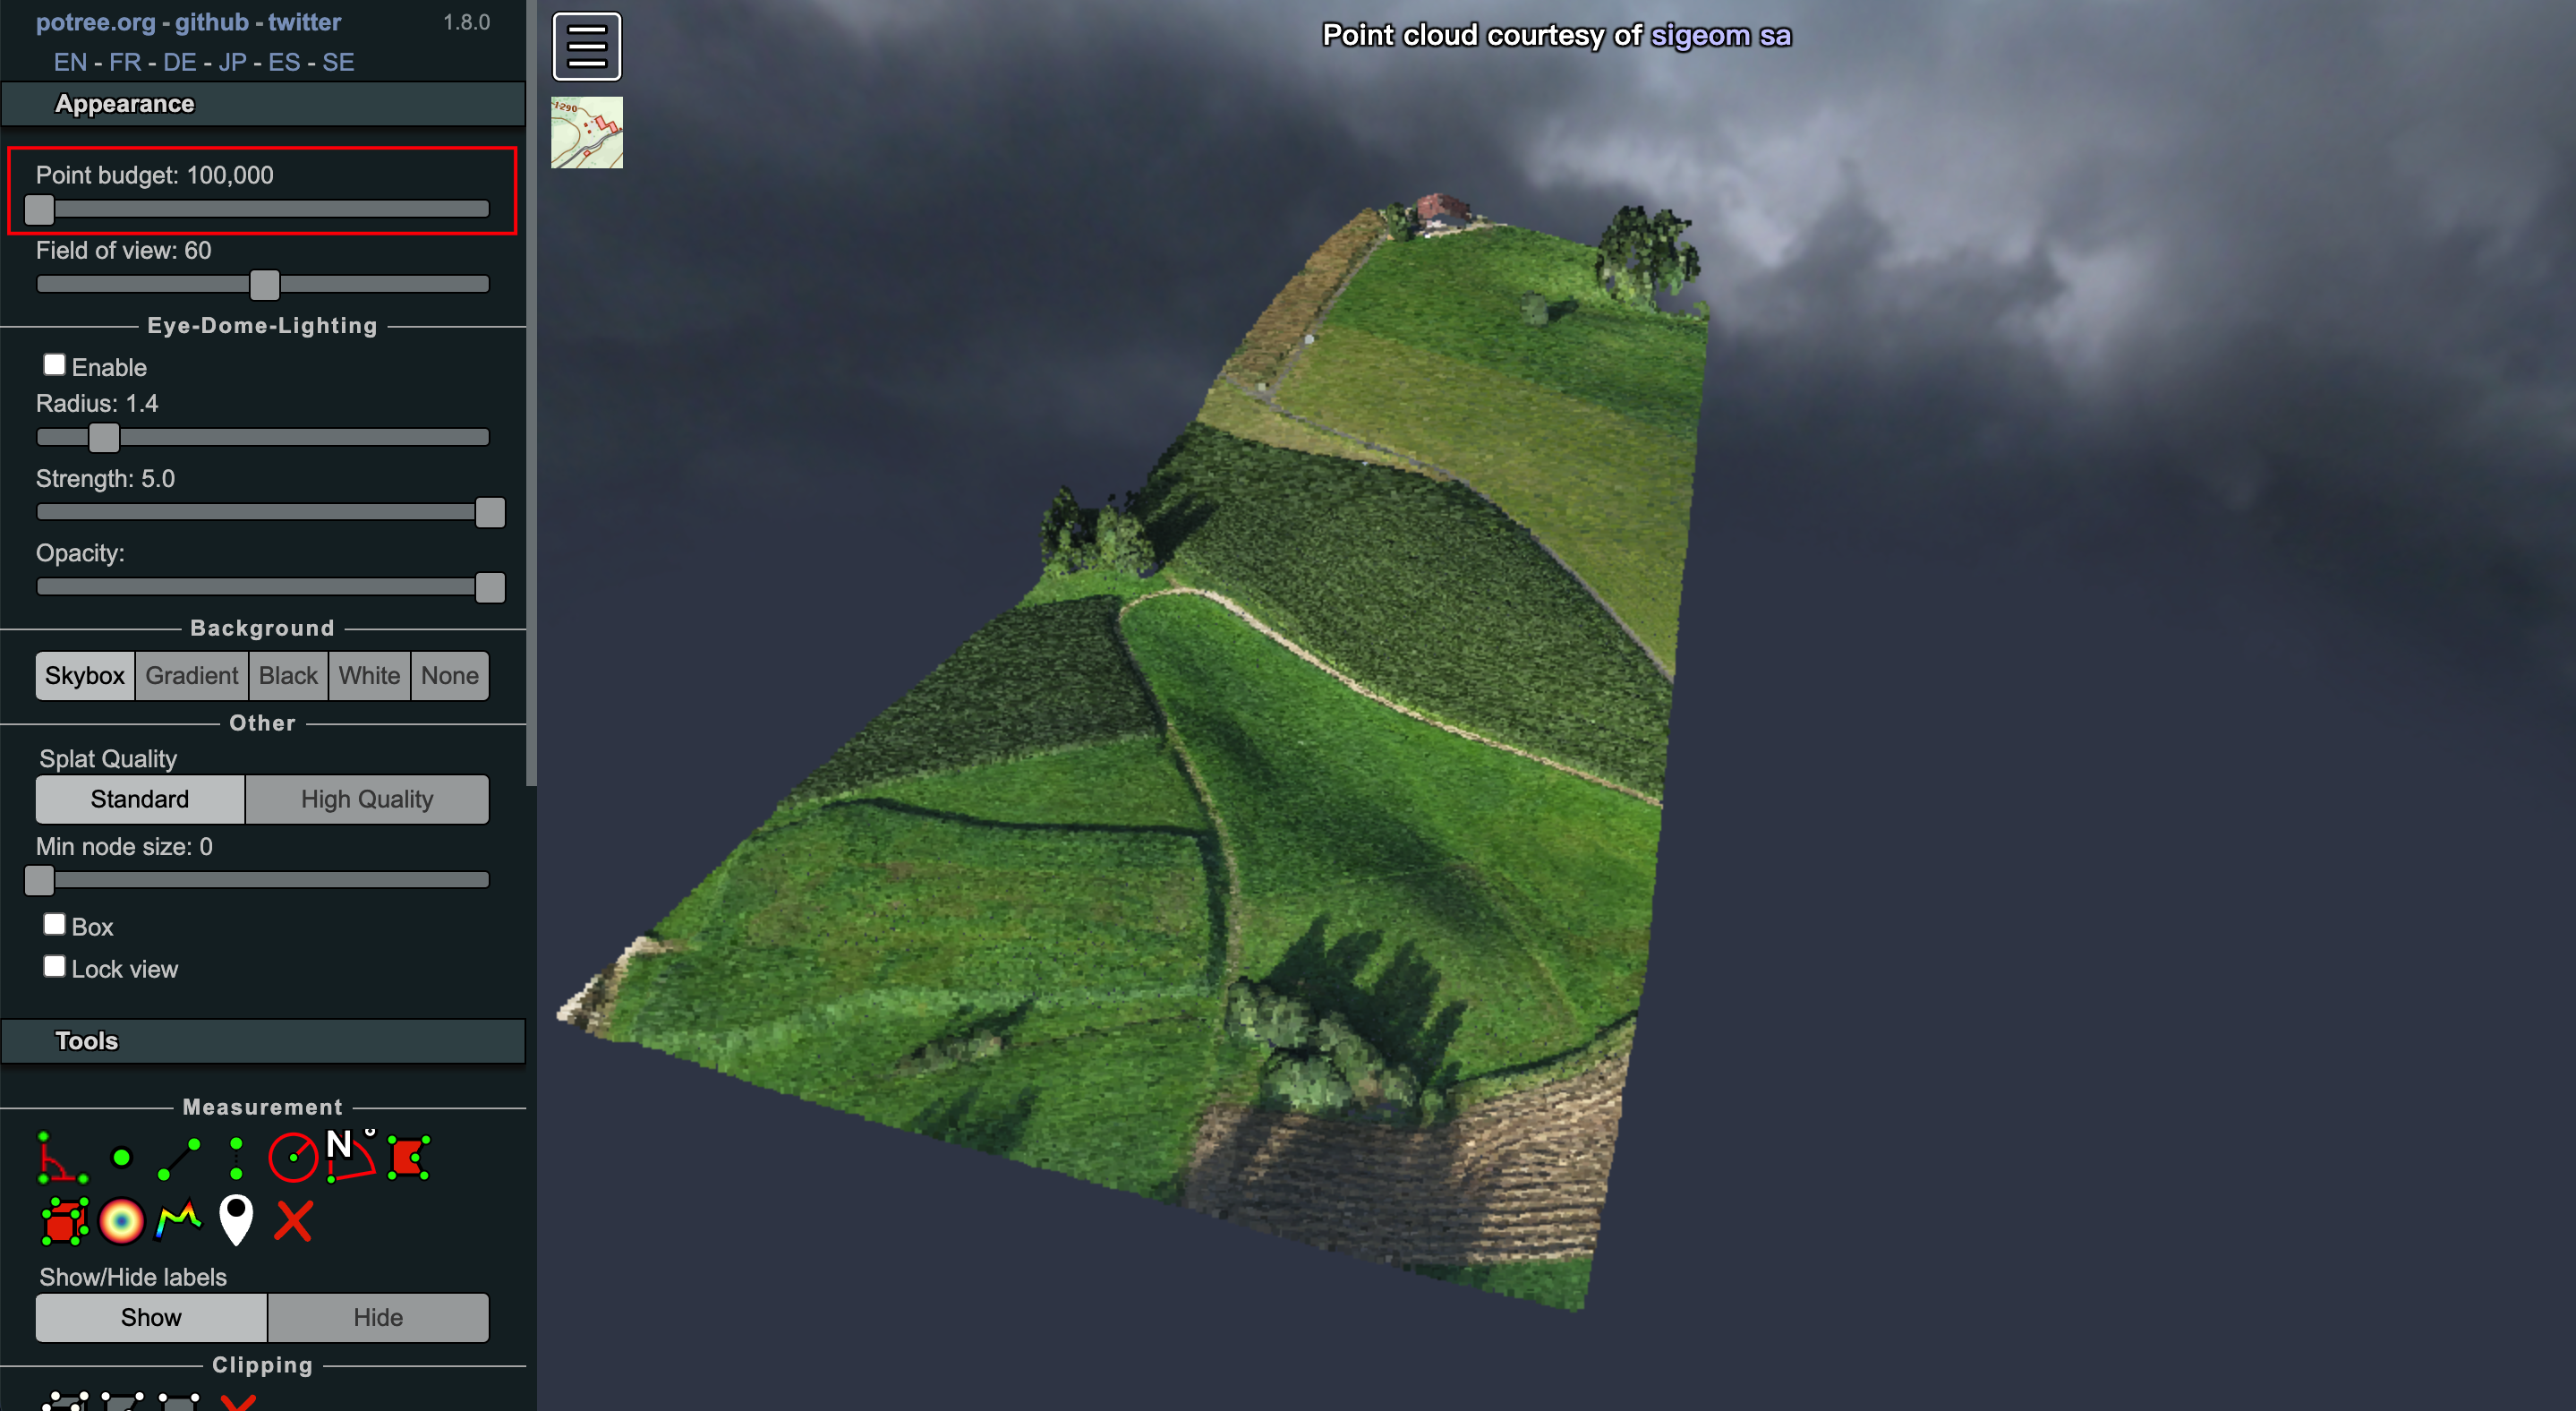 potree.org - github - twitter 1.8.0
EN - FR - DE - JP - ES - SE
Appearance
Point budget: 100,000
Field of view: 60
Eye-Dome-Lighting
Enable
Radius: 1.4
Strength: 5.0
Opacity:
Background
Skybox Gradient Black White None
Other
Splat Quality
Standard High Quality
Min node size: 0
Box
Lock view
Tools
Measurement
N°
Show/Hide labels
Show Hide
Clipping
Point cloud courtesy of sigeom sa
1290